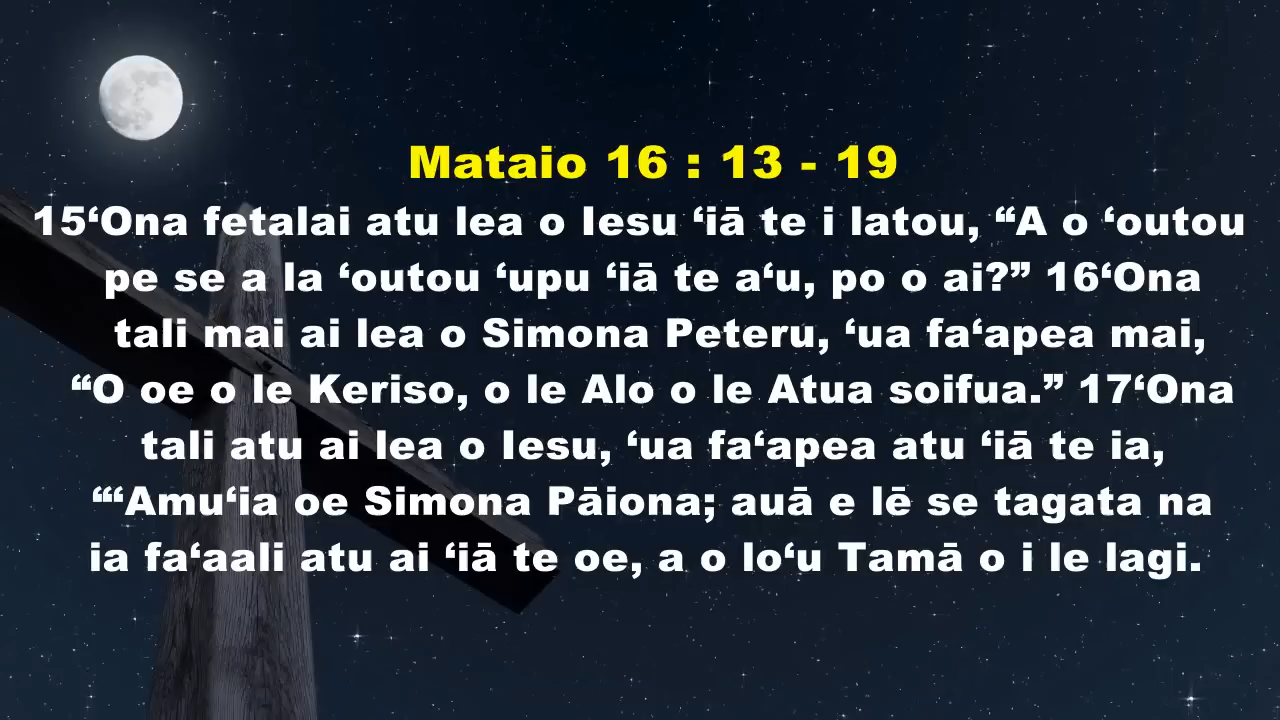 Mataio 16 : 13 - 19
15‘Ona fetalai atu lea o Iesu ‘iā te i latou, “A o ‘outou
pe se a la ‘outou ‘upu ‘iā te a‘u, po o ai?” 16‘Ona
tali mai ai lea o Simona Peteru, ‘ua fa‘apea mai,
“O oe o le Keriso, o le Alo o le Atua soifua.” 17‘Ona
tali atu ai lea o Iesu, ‘ua fa‘apea atu ‘iā te ia,
“‘Amu‘ia oe Simona Pāiona; auā e lē se tagata na
ia fa‘aali atu ai ‘iā te oe, a o lo‘u Tamā o i le lagi.